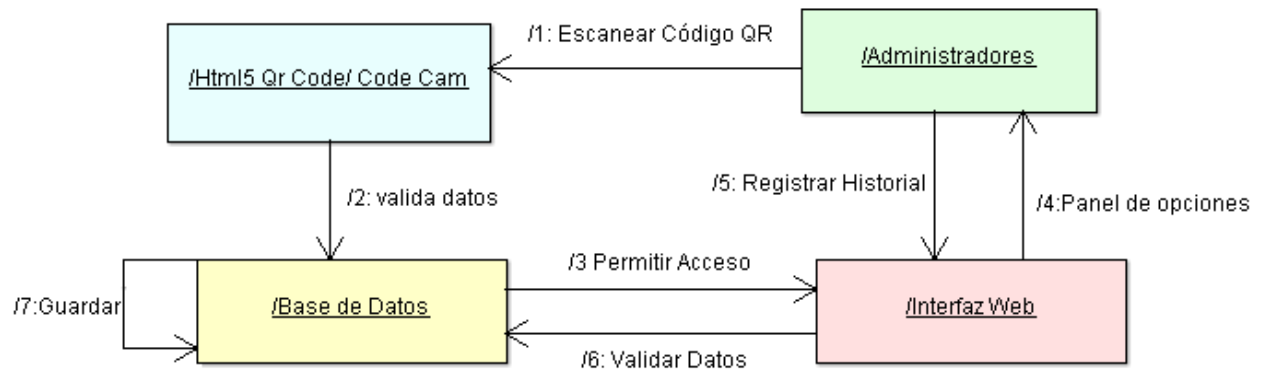 /1: Escanear Código QR
/Html5 Qr Code/ Code Cam
/Administradores
/2: valida datos
/5: Registrar Historial
/4:Panel de opciones
/7:Guardar
/Base de Datos
/3 Permitir Acceso
/Interfaz Web
/6: Validar Datos